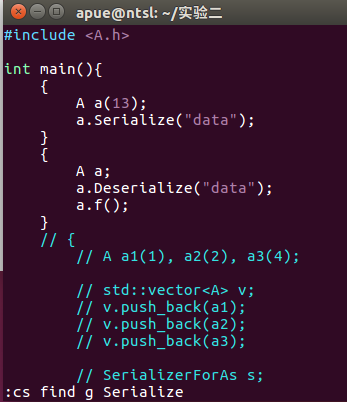 apue@ntsl: ~/实验二
#include <A.h>
int main(){
    {
        A a(13);
        a.Serialize("data");
    }
    {
        A a;
        a.Deserialize("data");
        a.f();
    }
    // {
        // A a1(1), a2(2), a3(4);

        // std::vector<A> v;
        // v.push_back(a1);
        // v.push_back(a2);
        // v.push_back(a3);

        // SerializerForAs s;
:cs find g Serialize